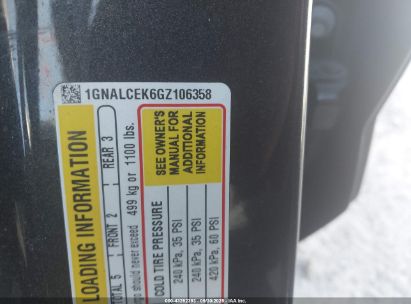 1GNALCEK6GZ106358
LOADING INFORMATION
TOTAL 5 | FRONT 2 | REAR 3
should never exceed 499 kg or 1100 lbs.
COLD TIRE PRESSURE
240 kPa, 35 PSI
240 kPa, 35 PSI
420 kPa, 60 PSI
SEE OWNER'S
MANUAL FOR
ADDITIONAL
INFORMATION